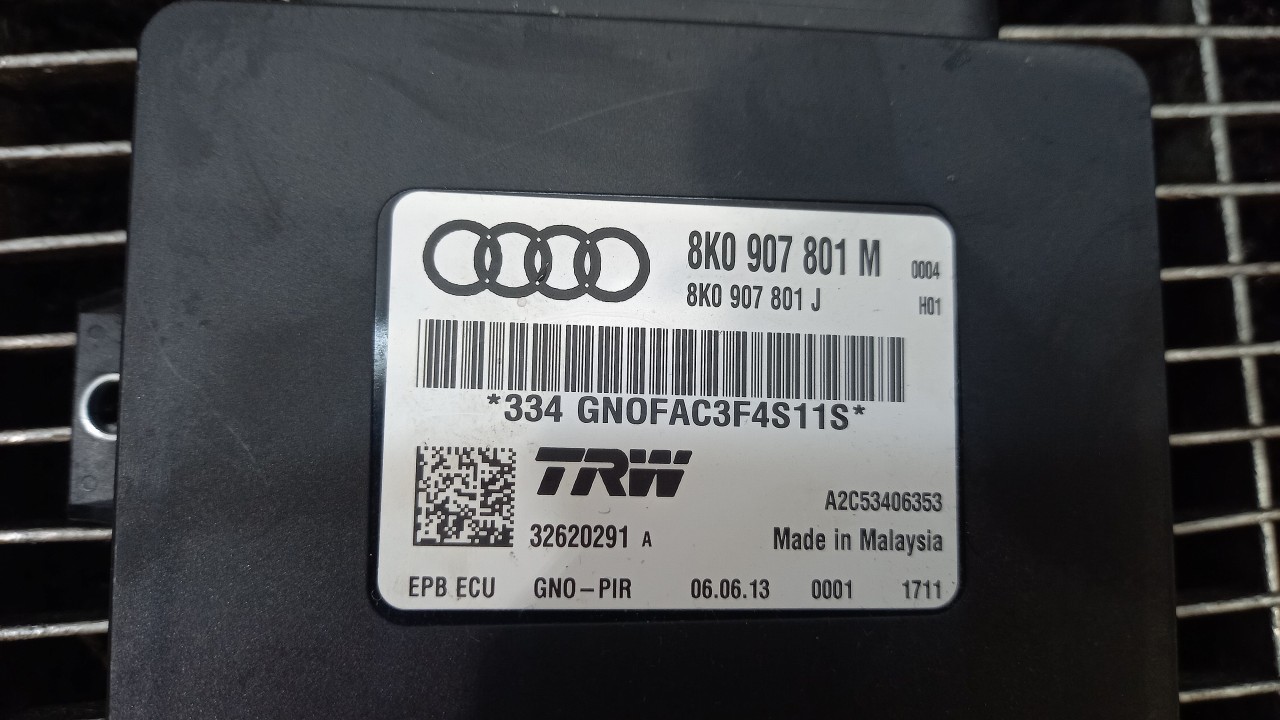 8K0 907 801 M 0004
8K0 907 801 J H01
*334 GNOFAC3F4S11S*
TRW
A2C53406353
32620291 A Made in Malaysia
EPB ECU GNO-PIR 06.06.13 0001 1711